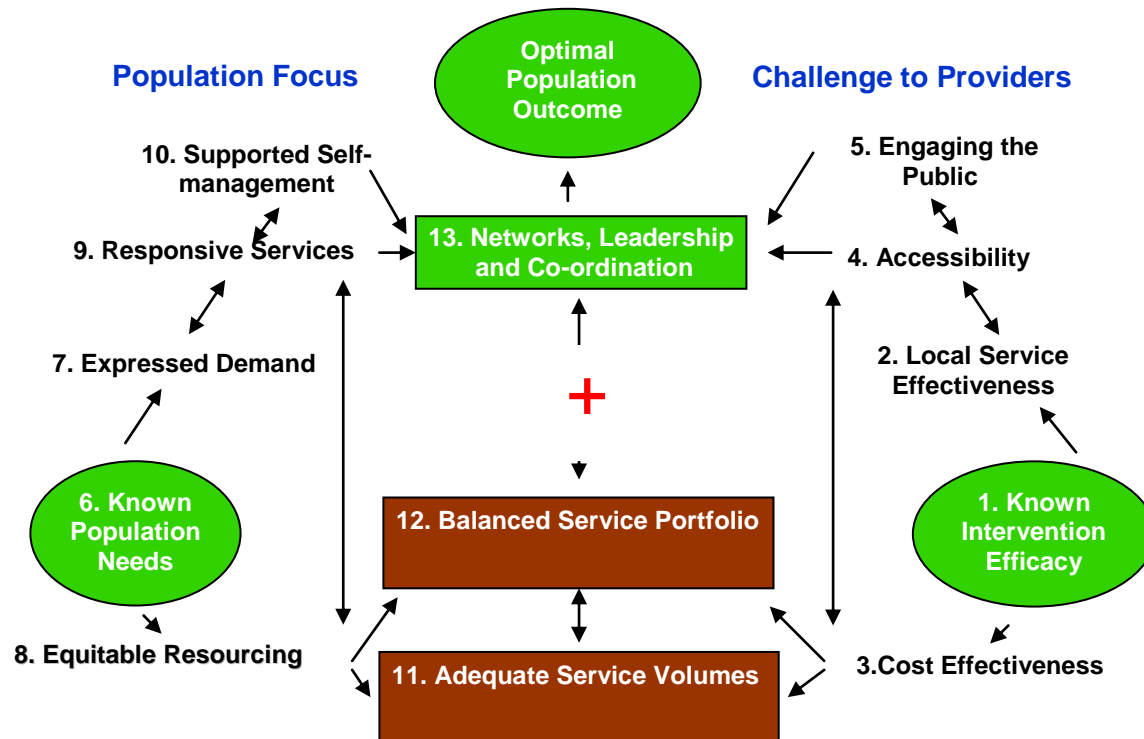 Optimal
Population
Outcome
Population Focus
Challenge to Providers
10. Supported Self-
management
5. Engaging the
Public
9. Responsive Services
13. Networks, Leadership
and Co-ordination
4. Accessibility
7. Expressed Demand
2. Local Service
Effectiveness
+
6. Known
Population
Needs
12. Balanced Service Portfolio
1. Known
Intervention
Efficacy
8. Equitable Resourcing
11. Adequate Service Volumes
3.Cost Effectiveness